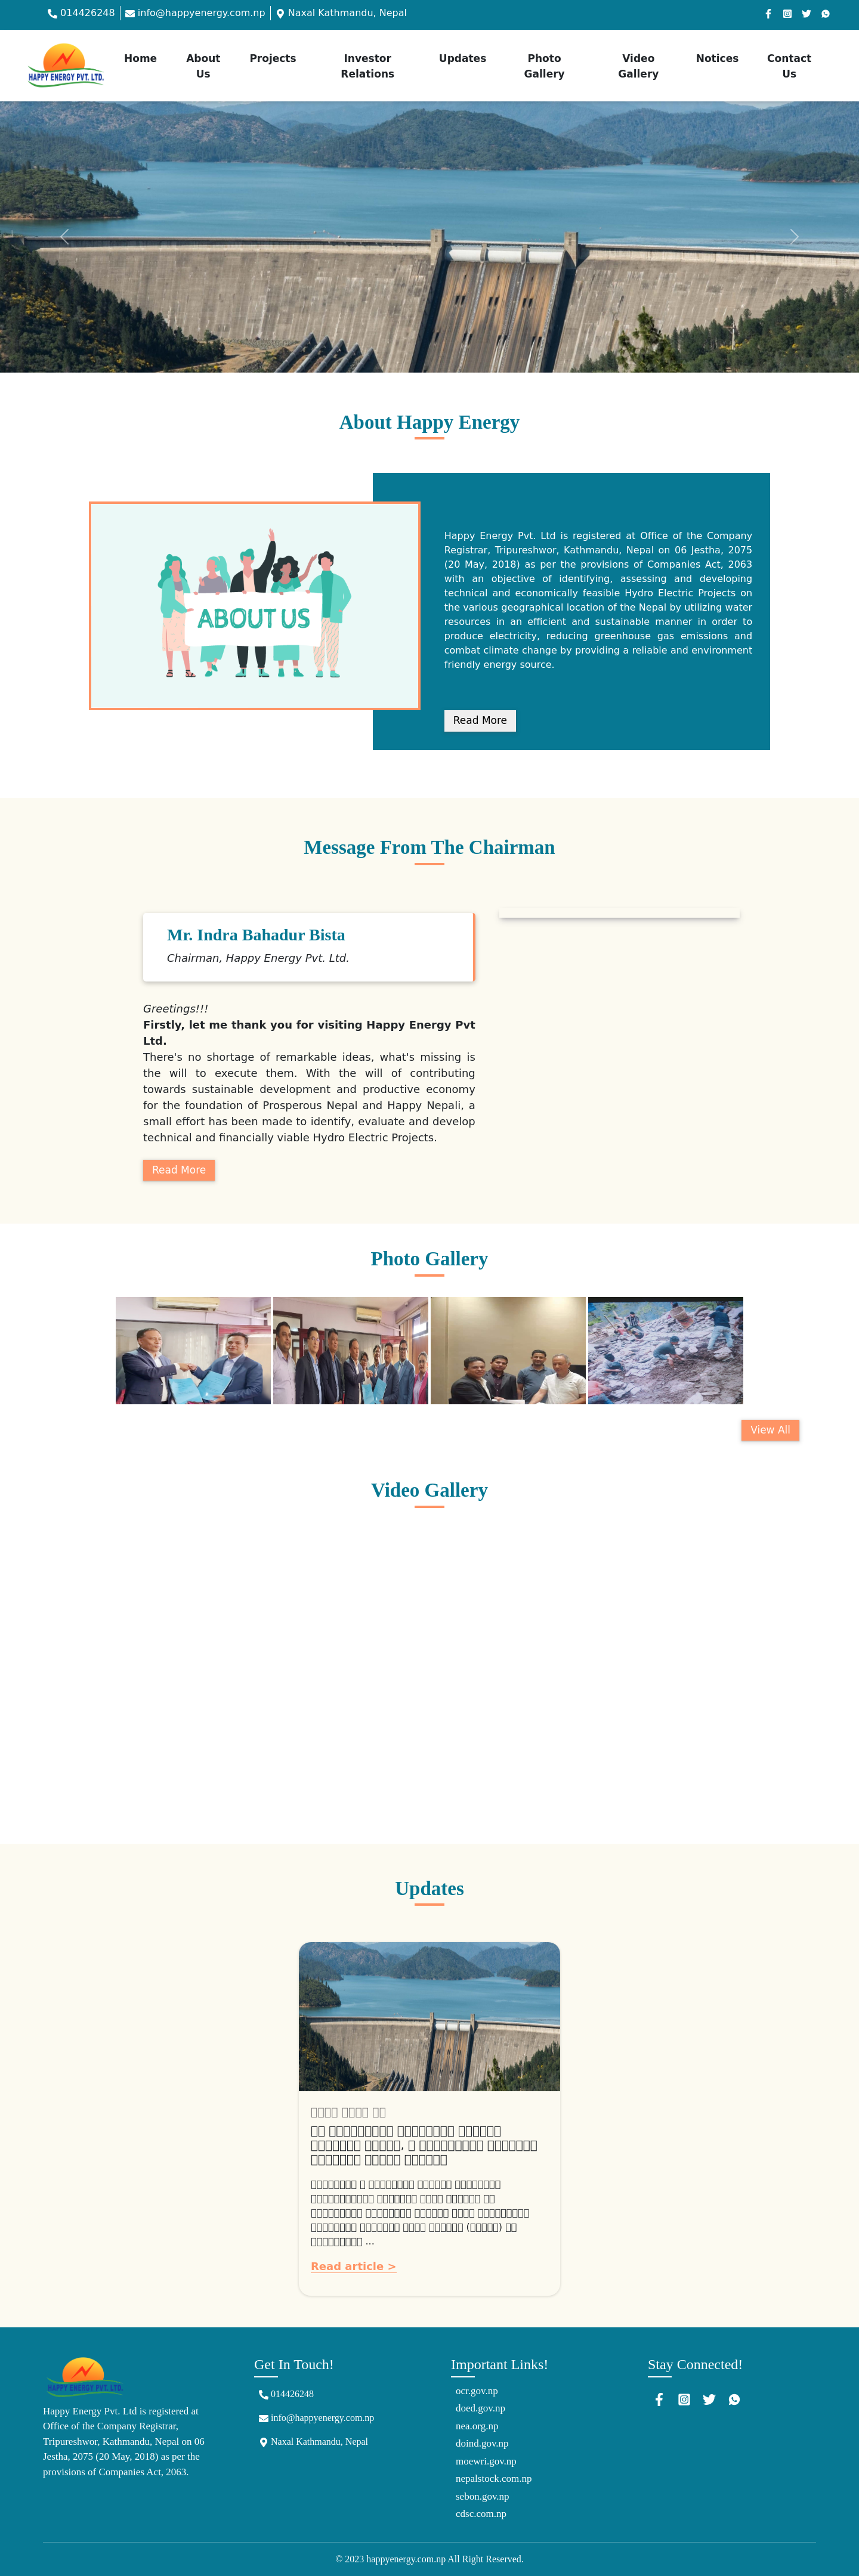 014426248 info@happyenergy.com.np Naxal Kathmandu, Nepal
HAPPY ENERGY PVT. LTD.
Home About Us Projects Investor Relations Updates Photo Gallery Video Gallery Notices Contact Us
About Happy Energy
ABOUT US
Happy Energy Pvt. Ltd is registered at Office of the Company
Registrar, Tripureshwor, Kathmandu, Nepal on 06 Jestha, 2075
(20 May, 2018) as per the provisions of Companies Act, 2063
with an objective of identifying, assessing and developing
technical and economically feasible Hydro Electric Projects on
the various geographical location of the Nepal by utilizing water
resources in an efficient and sustainable manner in order to
produce electricity, reducing greenhouse gas emissions and
combat climate change by providing a reliable and environment
friendly energy source.
Read More
Message From The Chairman
Mr. Indra Bahadur Bista
Chairman, Happy Energy Pvt. Ltd.
Greetings!!!
Firstly, let me thank you for visiting Happy Energy Pvt
Ltd.
There's no shortage of remarkable ideas, what's missing is
the will to execute them. With the will of contributing
towards sustainable development and productive economy
for the foundation of Prosperous Nepal and Happy Nepali, a
small effort has been made to identify, evaluate and develop
technical and financially viable Hydro Electric Projects.
Read More
Photo Gallery
View All
Video Gallery
Updates
Read article >
HAPPY ENERGY PVT. LTD.
Happy Energy Pvt. Ltd is registered at
Office of the Company Registrar,
Tripureshwor, Kathmandu, Nepal on 06
Jestha, 2075 (20 May, 2018) as per the
provisions of Companies Act, 2063.
Get In Touch!
014426248
info@happyenergy.com.np
Naxal Kathmandu, Nepal
Important Links!
ocr.gov.np
doed.gov.np
nea.org.np
doind.gov.np
moewri.gov.np
nepalstock.com.np
sebon.gov.np
cdsc.com.np
Stay Connected!
© 2023 happyenergy.com.np All Right Reserved.